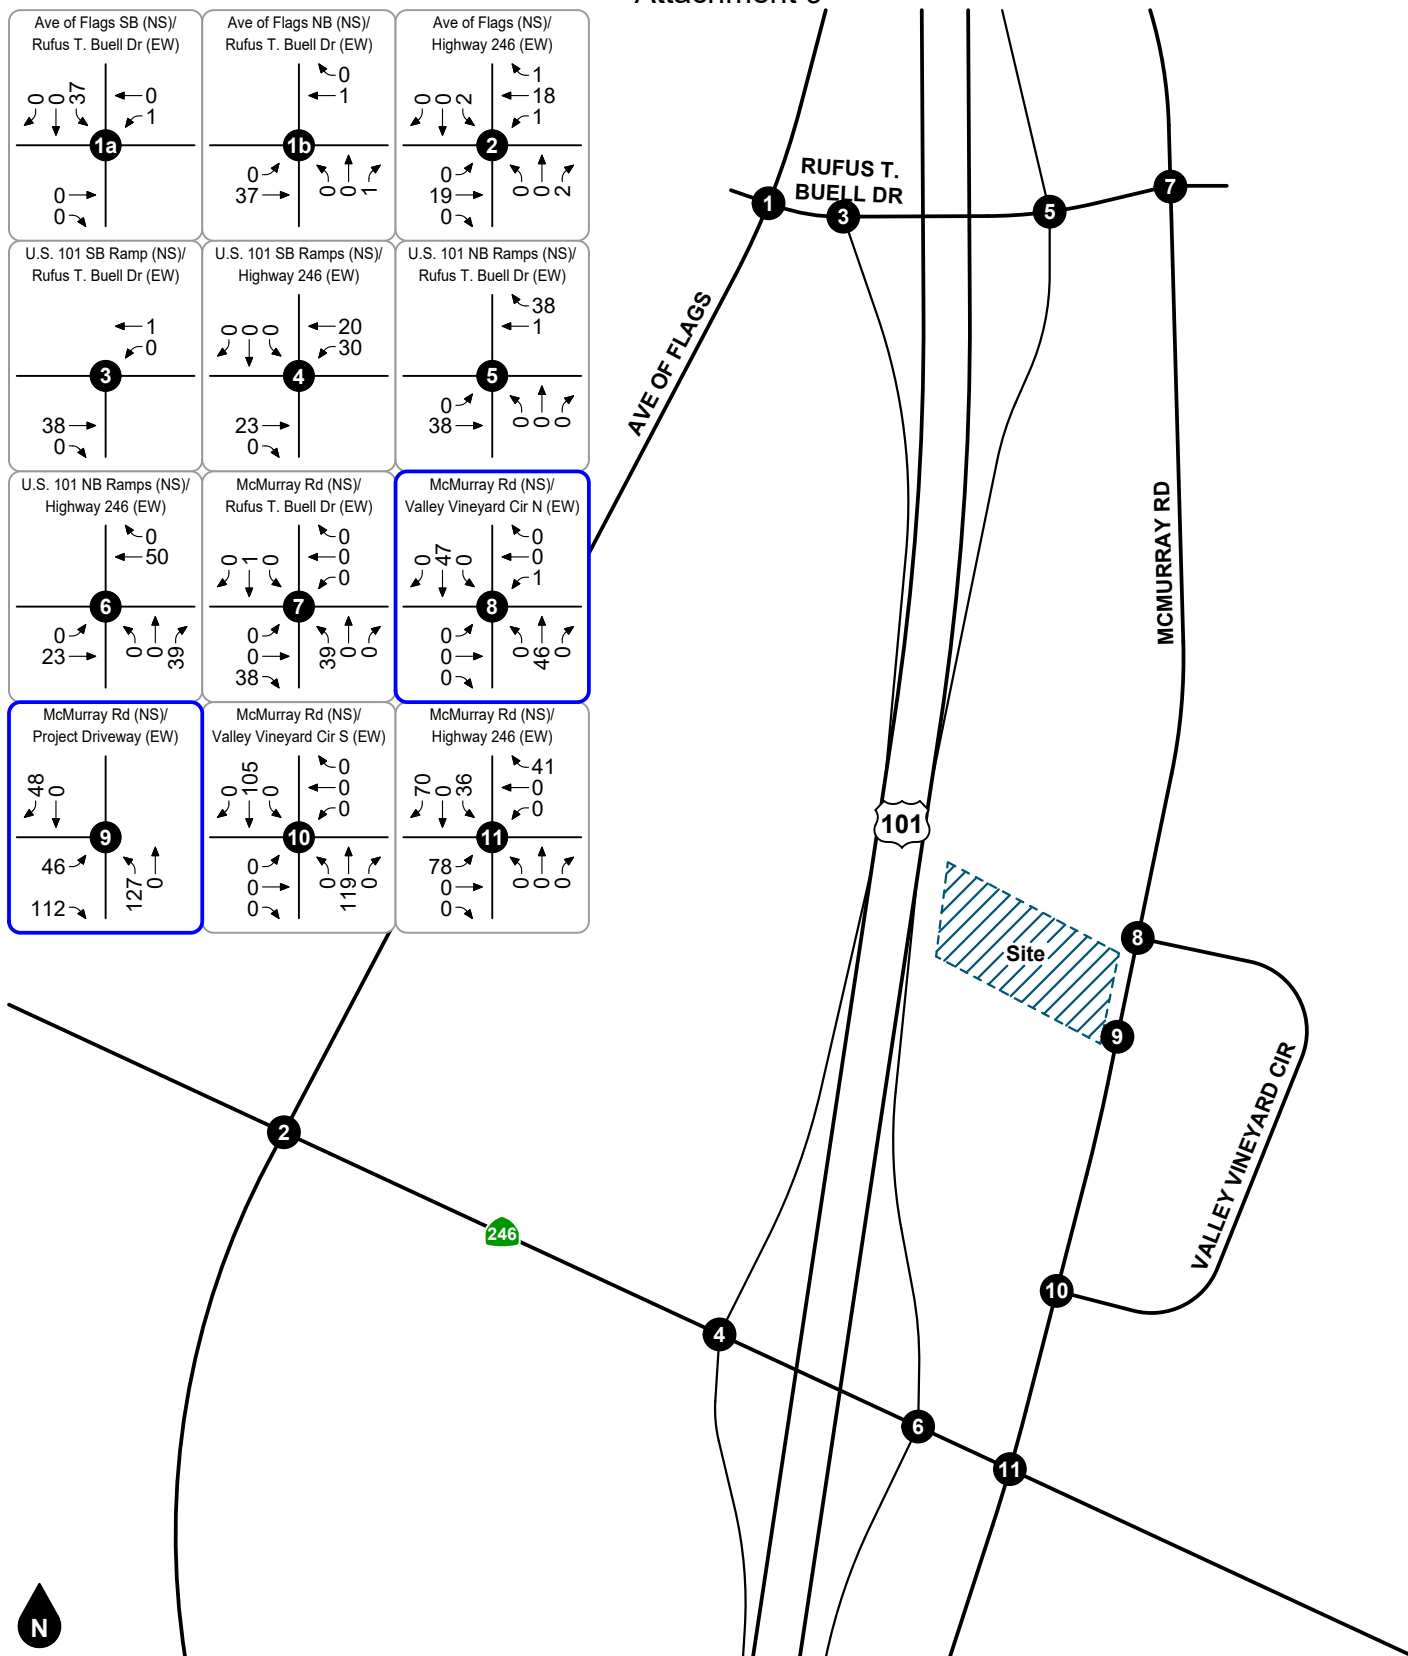 Ave of Flags SB (NS)/
Rufus T. Buell Dr (EW)
0 0 37
0
1
1a
0
0
Ave of Flags NB (NS)/
Rufus T. Buell Dr (EW)
0
1
1b
0
37
0 0 1
Ave of Flags (NS)/
Highway 246 (EW)
0 0 2
1
18
1
2
0
19
0
0 0 2
U.S. 101 SB Ramp (NS)/
Rufus T. Buell Dr (EW)
1
0
3
38
0
U.S. 101 SB Ramps (NS)/
Highway 246 (EW)
0 0 0
20
30
4
23
0
U.S. 101 NB Ramps (NS)/
Rufus T. Buell Dr (EW)
38
1
5
0
38
0 0 0
U.S. 101 NB Ramps (NS)/
Highway 246 (EW)
0
50
6
0
23
0 0 39
McMurray Rd (NS)/
Rufus T. Buell Dr (EW)
0 1 0
0
0
0
7
0
0
38
39 0 0
McMurray Rd (NS)/
Valley Vineyard Cir N (EW)
0 47 0
0
0
1
8
0
0
0
0 46 0
McMurray Rd (NS)/
Project Driveway (EW)
48 0
9
46
112
127 0
McMurray Rd (NS)/
Valley Vineyard Cir S (EW)
0 105 0
0
0
0
10
0
0
0
0 119 0
McMurray Rd (NS)/
Highway 246 (EW)
70 0 36
41
0
0
11
78
0
0
0 0 0
RUFUS T.
BUELL DR
1
3
5
7
AVE OF FLAGS
MCMURRAY RD
101
Site
8
9
VALLEY VINEYARD CIR
2
246
10
4
6
11
N